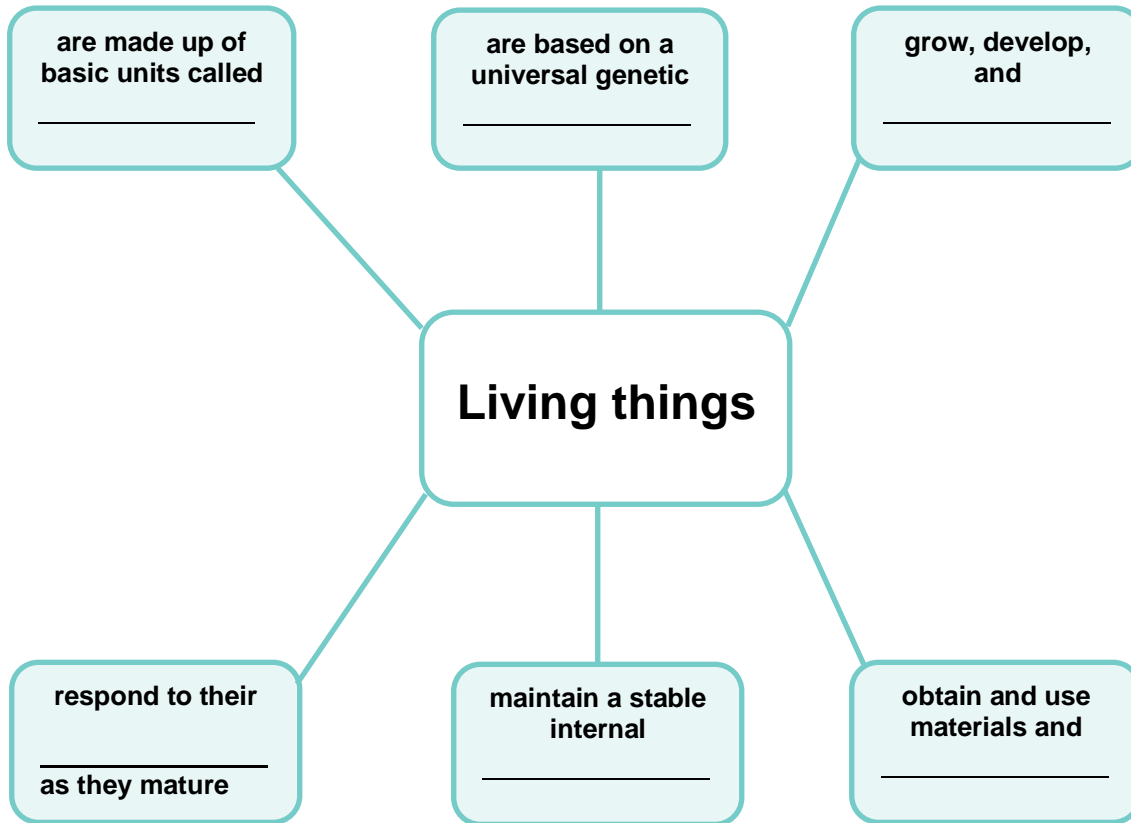 are made up of
basic units called
are based on a
universal genetic
grow, develop,
and
Living things
respond to their
as they mature
maintain a stable
internal
obtain and use
materials and